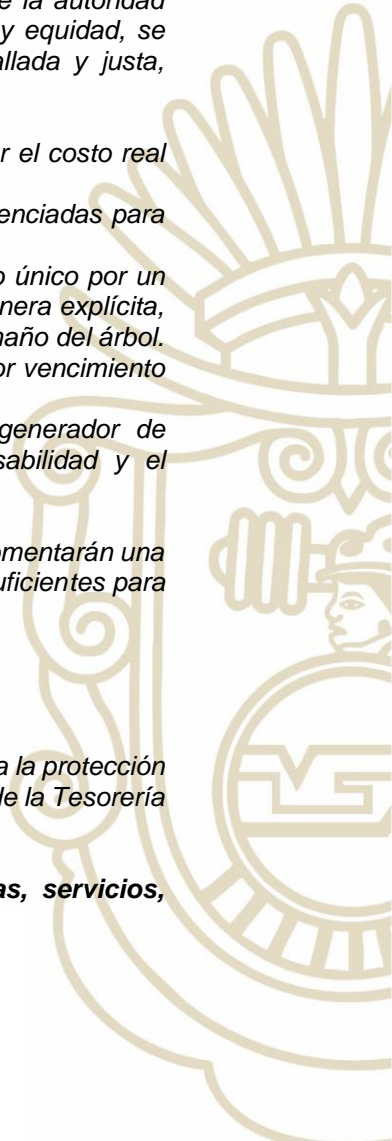 e la autoridad
y equidad, se
allada y justa,
r el costo real
enciadas para
o único por un
nera explícita,
maño del árbol.
or vencimiento
generador de
sabilidad y el
omentarán una
uficientes para
a la protección
de la Tesorería
as, servicios,